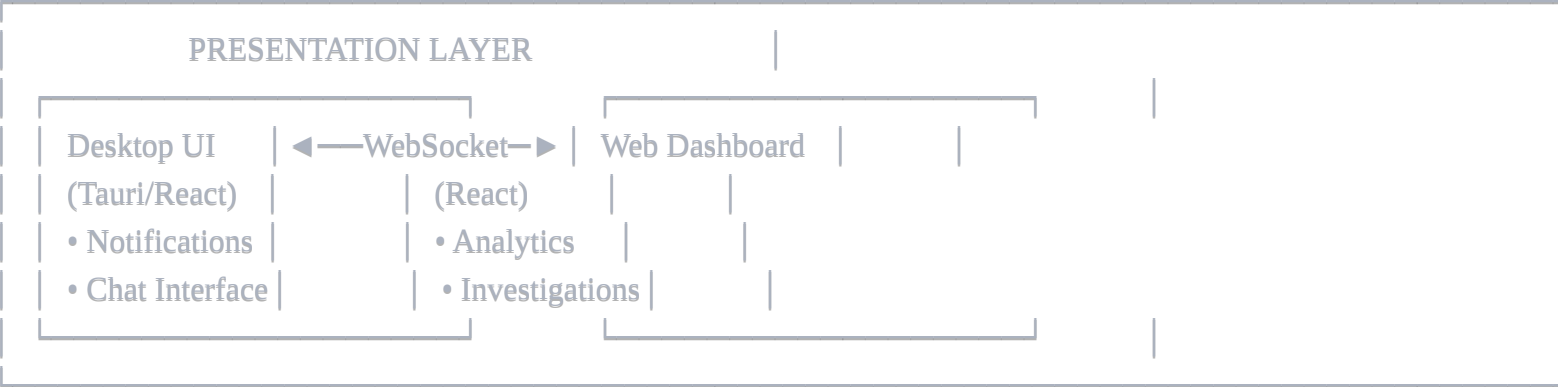 PRESENTATION LAYER
Desktop UI ◄──WebSocket─► Web Dashboard
(Tauri/React) (React)
• Notifications • Analytics
• Chat Interface • Investigations